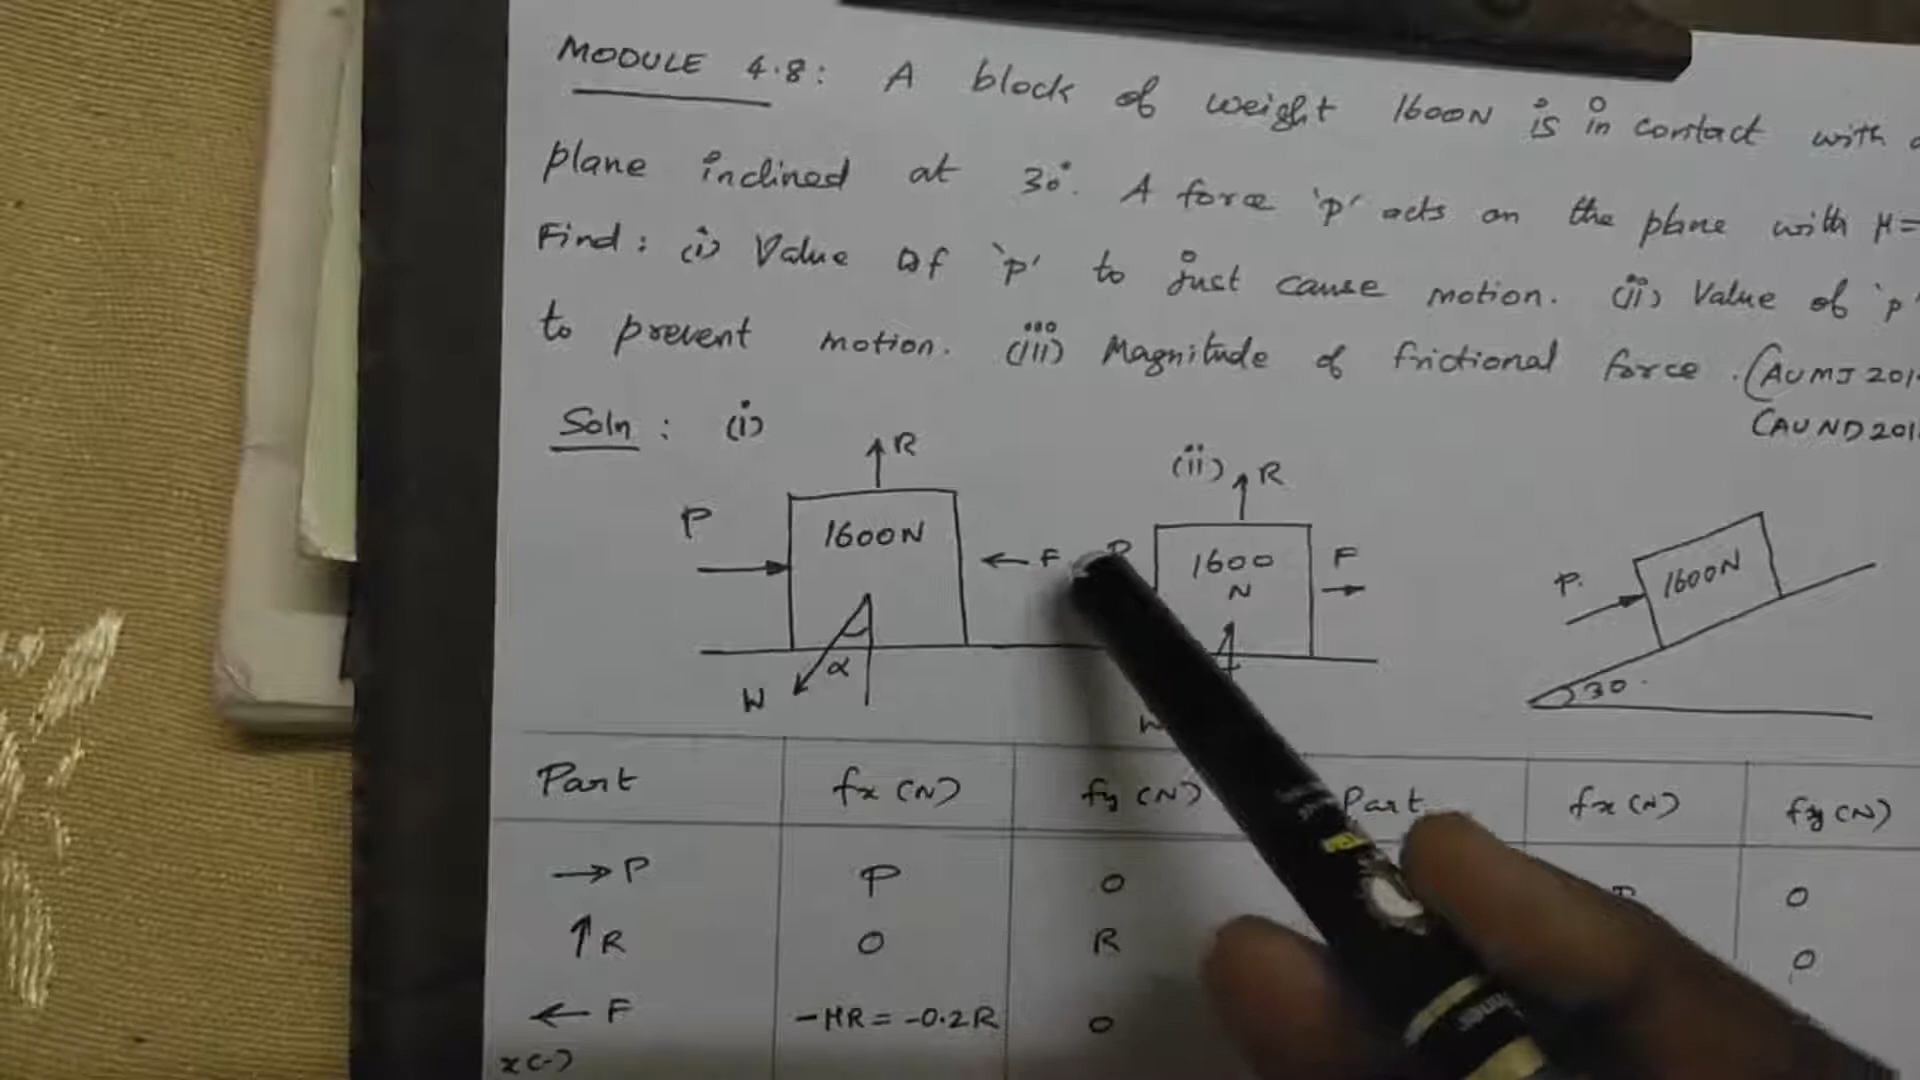 MODULE 4.8: A block of weight 1600N is in contact with
plane inclined at 30°. A force 'p' acts on the plane with μ=
Find: (i) Value of 'p' to just cause motion. (ii) Value of 'p'
to prevent motion. (iii) Magnitude of frictional force. (AUMJ 201
(AUND 201
Soln: (i)
R
(ii) R
P 1600N ← F
1600 N F
P. 1600N
W α
30.
Part fx (N) fy (N) Part fx (N) fy (N)
→ P P 0 0
↑ R 0 R 0
← F -μR = -0.2R 0
x(-)